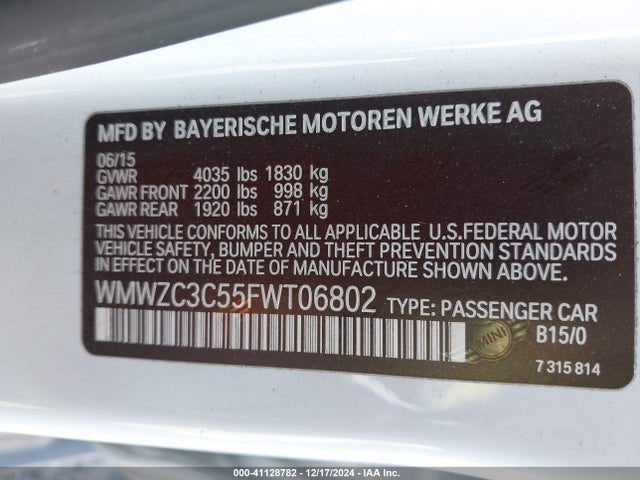 MFD BY BAYERISCHE MOTOREN WERKE AG
06/15
GVWR 4035 lbs 1830 kg
GAWR FRONT 2200 lbs 998 kg
GAWR REAR 1920 lbs 871 kg
THIS VEHICLE CONFORMS TO ALL APPLICABLE U.S.FEDERAL MOTOR
VEHICLE SAFETY, BUMPER AND THEFT PREVENTION STANDARDS
IN EFFECT ON THE DATE OF MANUFACTURE SHOWN ABOVE.
WMWZC3C55FWT06802 TYPE: PASSENGER CAR
MINI B15/0
7 315 814
000-41128782 - 12/17/2024 - IAA Inc.